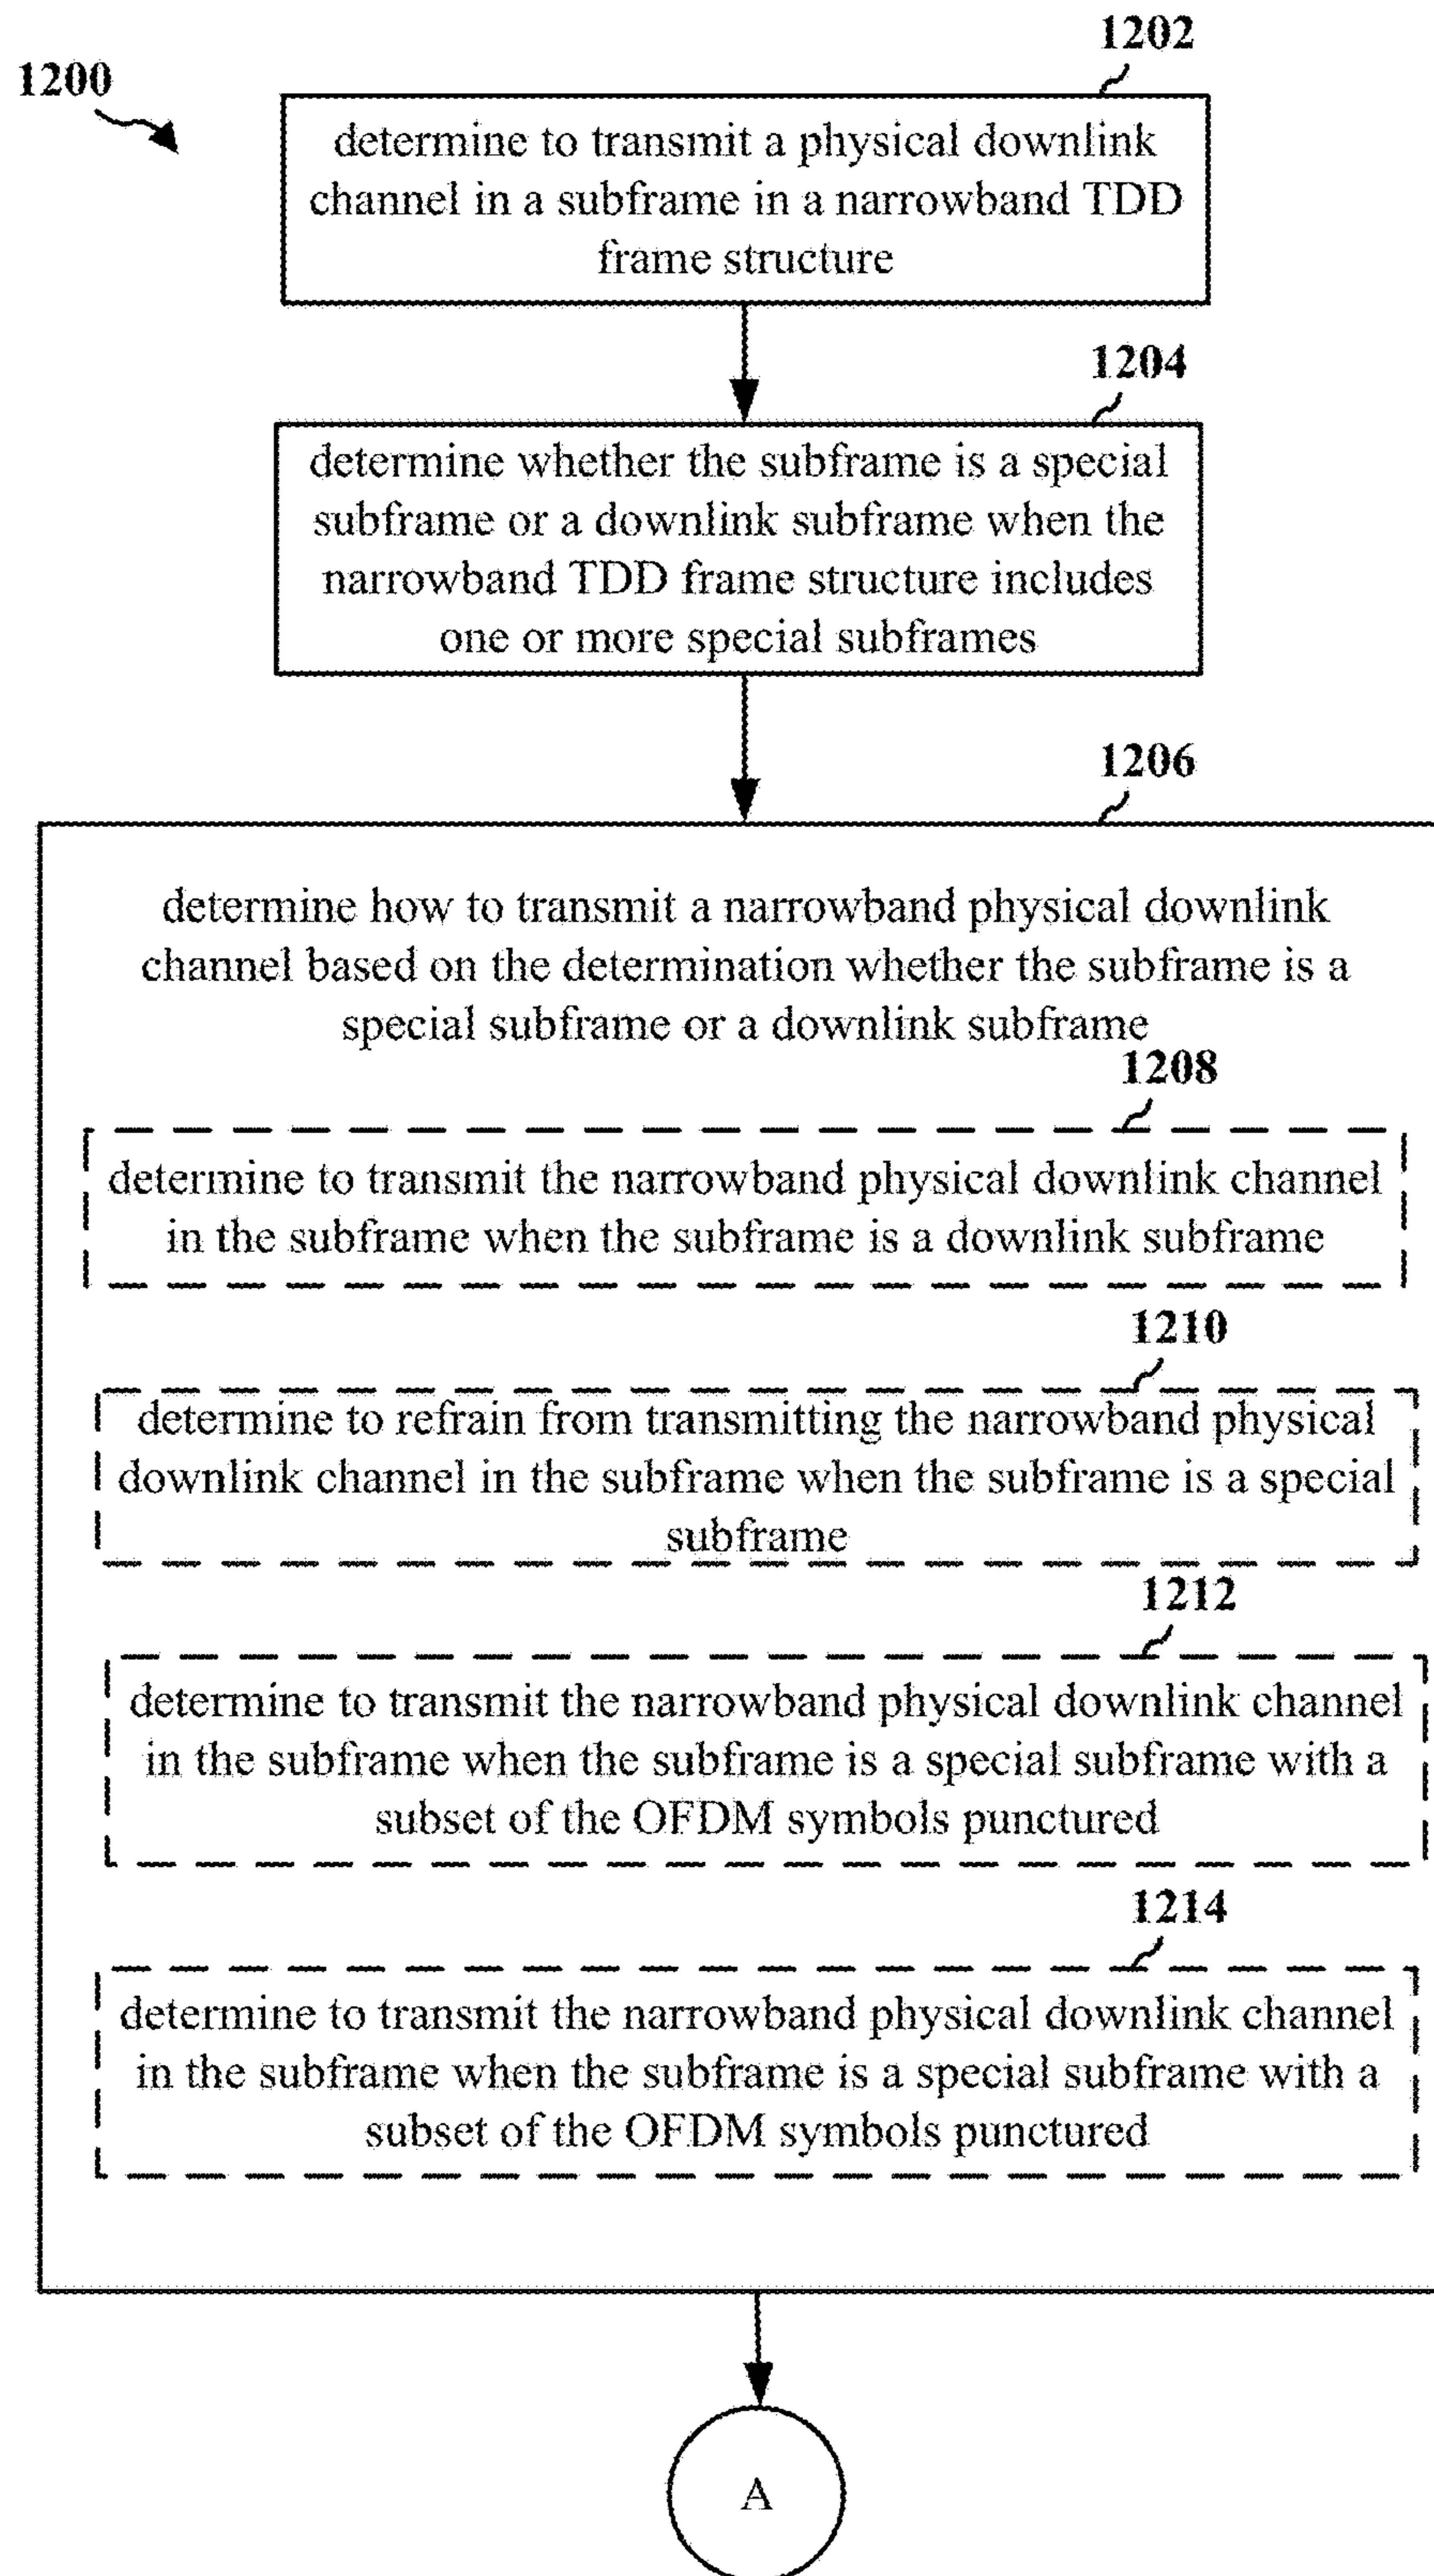 1202
1200
determine to transmit a physical downlink
channel in a subframe in a narrowband TDD
frame structure
1204
determine whether the subframe is a special
subframe or a downlink subframe when the
narrowband TDD frame structure includes
one or more special subframes
1206
determine how to transmit a narrowband physical downlink
channel based on the determination whether the subframe is a
special subframe or a downlink subframe
1208
determine to transmit the narrowband physical downlink channel
in the subframe when the subframe is a downlink subframe
1210
determine to refrain from transmitting the narrowband physical
downlink channel in the subframe when the subframe is a special
subframe
1212
determine to transmit the narrowband physical downlink channel
in the subframe when the subframe is a special subframe with a
subset of the OFDM symbols punctured
1214
determine to transmit the narrowband physical downlink channel
in the subframe when the subframe is a special subframe with a
subset of the OFDM symbols punctured
A